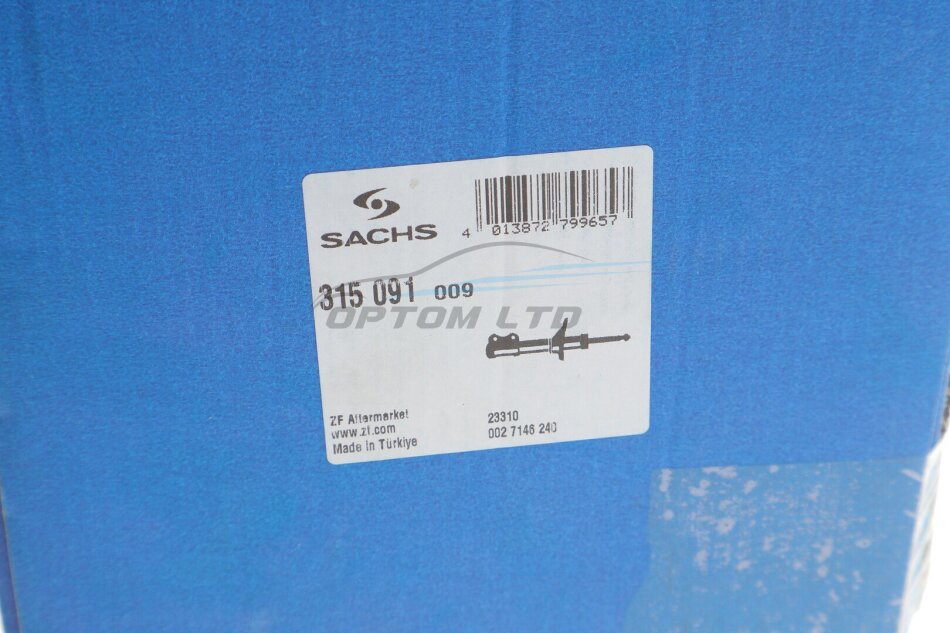 SACHS
4 013872 799657
315 091 009
OPTOM LTD
ZF Aftermarket
www.zf.com
Made in Türkiye
23310
002 7146 240